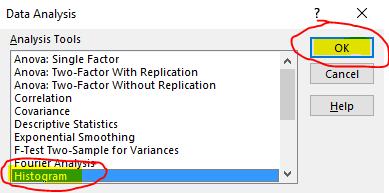 Data Analysis
Analysis Tools
Anova: Single Factor
Anova: Two-Factor With Replication
Anova: Two-Factor Without Replication
Correlation
Covariance
Descriptive Statistics
Exponential Smoothing
F-Test Two-Sample for Variances
Fourier Analysis
Histogram
OK
Cancel
Help